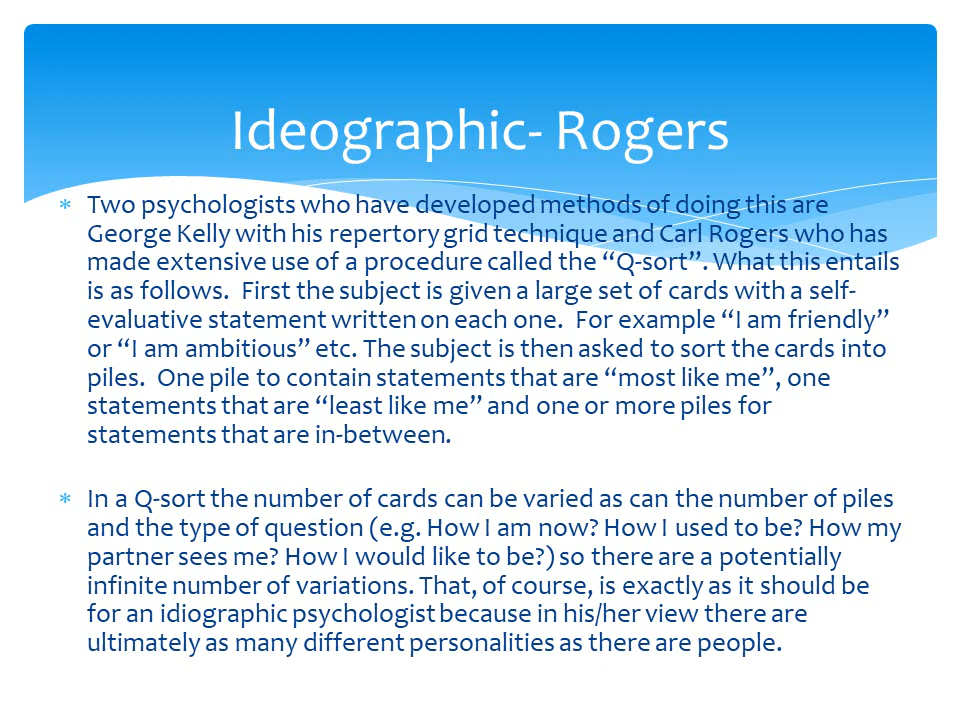 Ideographic- Rogers
* Two psychologists who have developed methods of doing this are
George Kelly with his repertory grid technique and Carl Rogers who has
made extensive use of a procedure called the “Q-sort”. What this entails
is as follows.  First the subject is given a large set of cards with a self-
evaluative statement written on each one.  For example “I am friendly”
or “I am ambitious” etc. The subject is then asked to sort the cards into
piles.  One pile to contain statements that are “most like me”, one
statements that are “least like me” and one or more piles for
statements that are in-between.
* In a Q-sort the number of cards can be varied as can the number of piles
and the type of question (e.g. How I am now? How I used to be? How my
partner sees me? How I would like to be?) so there are a potentially
infinite number of variations. That, of course, is exactly as it should be
for an idiographic psychologist because in his/her view there are
ultimately as many different personalities as there are people.